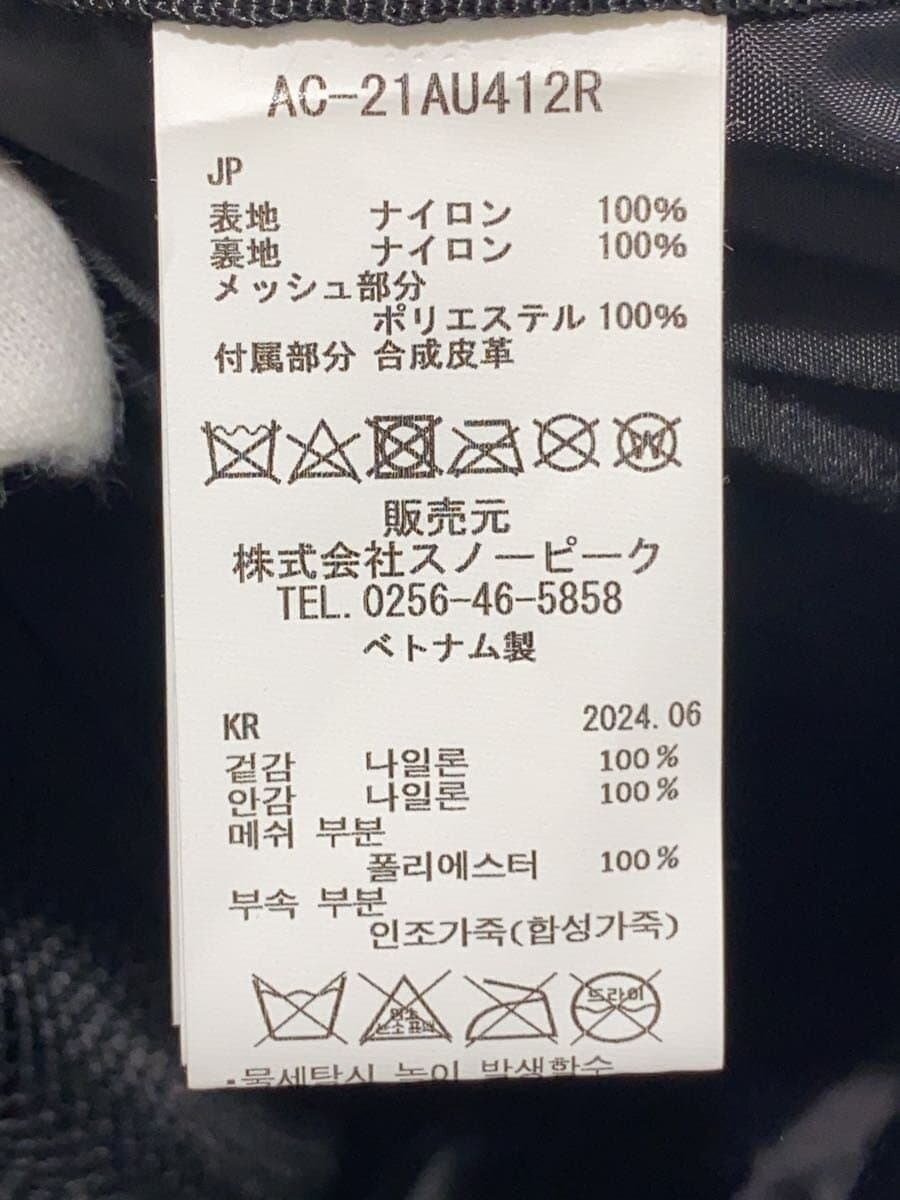 AC-21AU412R
JP
表地 ナイロン 100%
裏地 ナイロン 100%
メッシュ部分
ポリエステル 100%
付属部分 合成皮革
W
販売元
株式会社スノーピーク
TEL. 0256-46-5858
ベトナム製
KR 2024.06
겉감 나일론 100%
안감 나일론 100%
메쉬 부분
폴리에스터 100%
부속 부분
인조가죽(합성가죽)
드라이